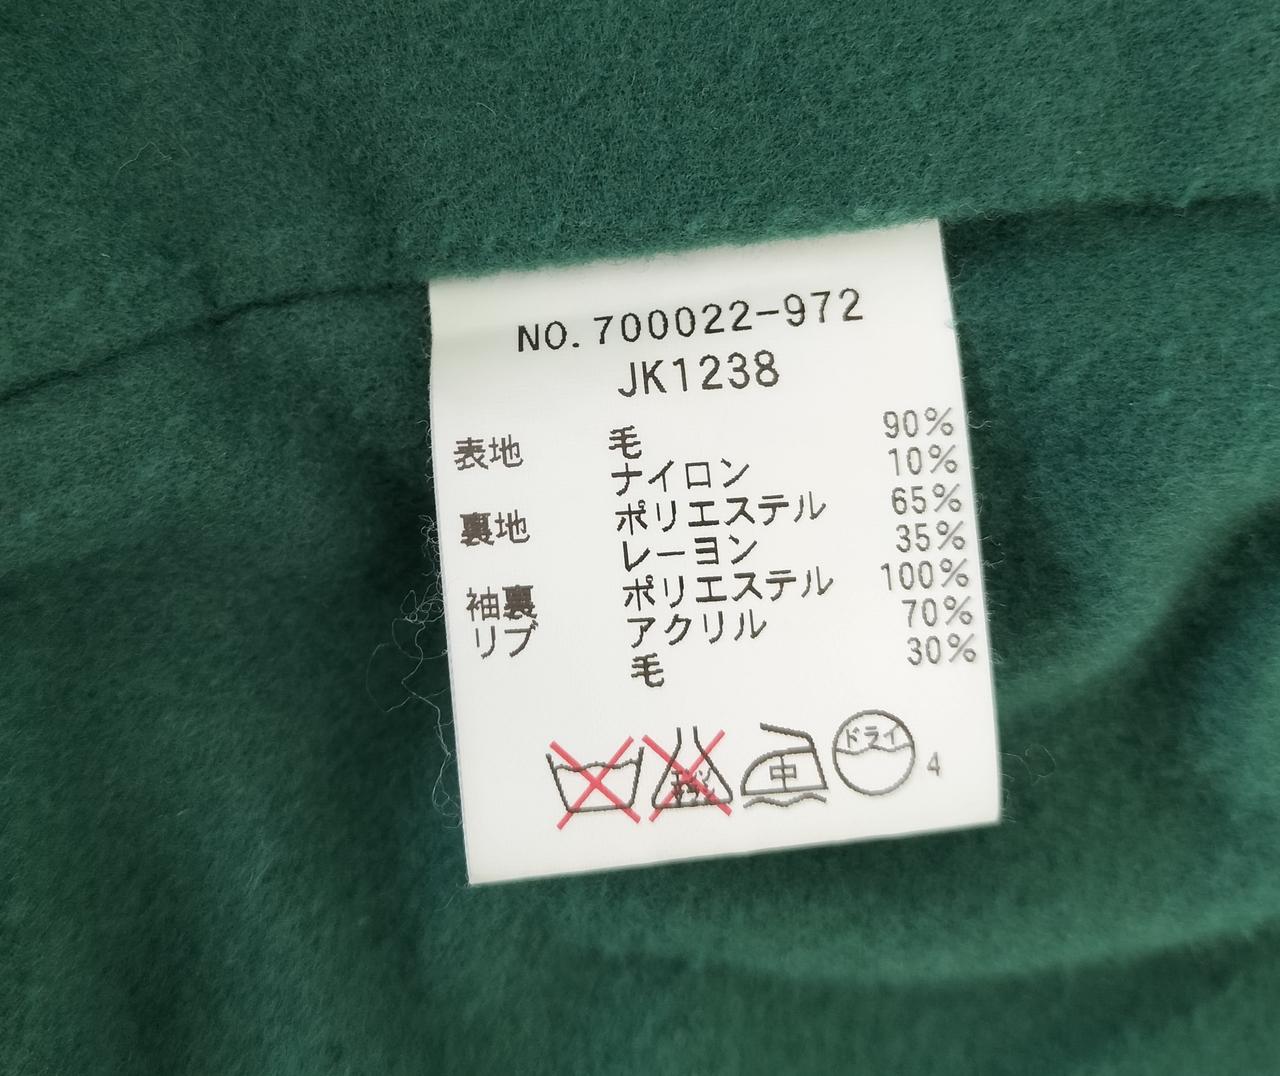 NO.700022-972
JK1238
表地 毛 90%
ナイロン 10%
裏地 ポリエステル 65%
レーヨン 35%
袖裏 ポリエステル 100%
リブ アクリル 70%
毛 30%
中 ドライ 4